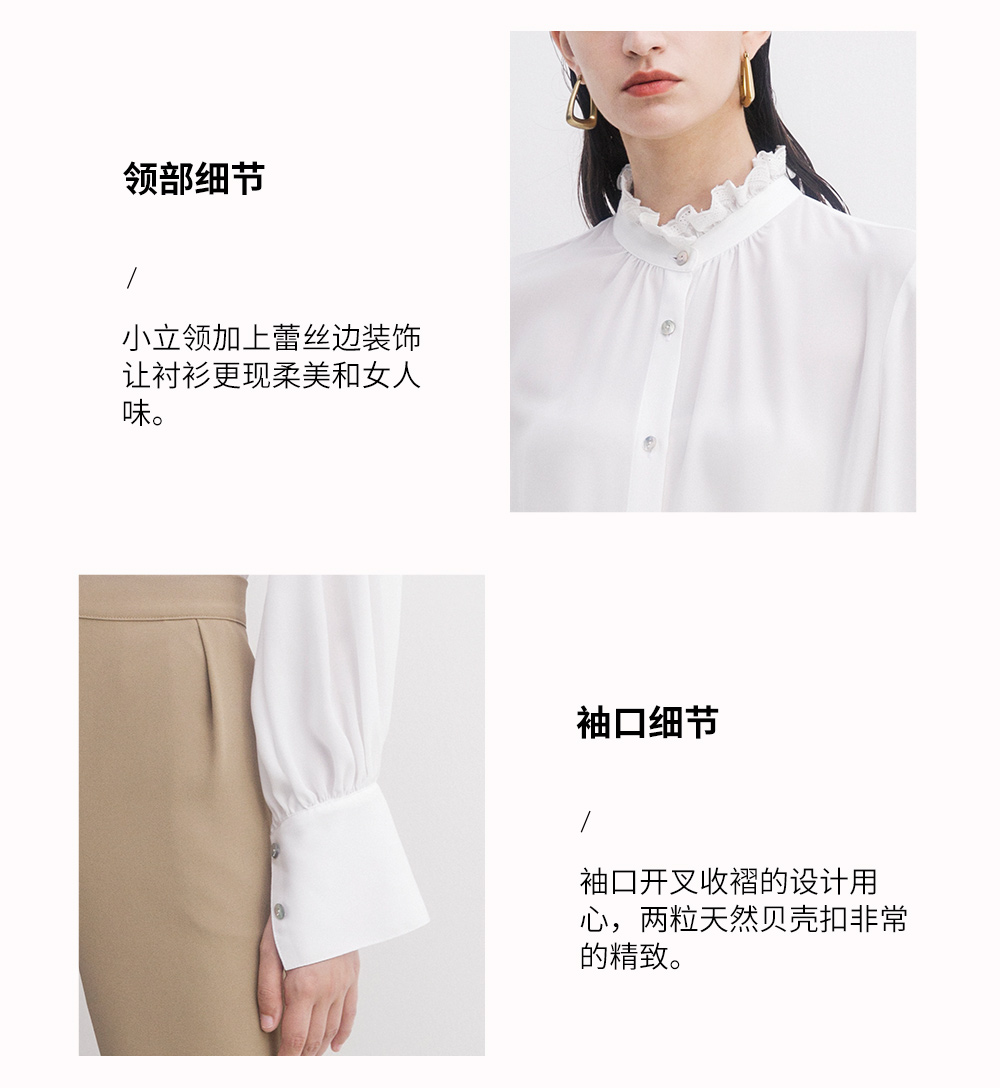 领部细节
/
小立领加上蕾丝边装饰
让衬衫更现柔美和女人
味。
袖口细节
/
袖口开叉收褶的设计用
心，两粒天然贝壳扣非常
的精致。